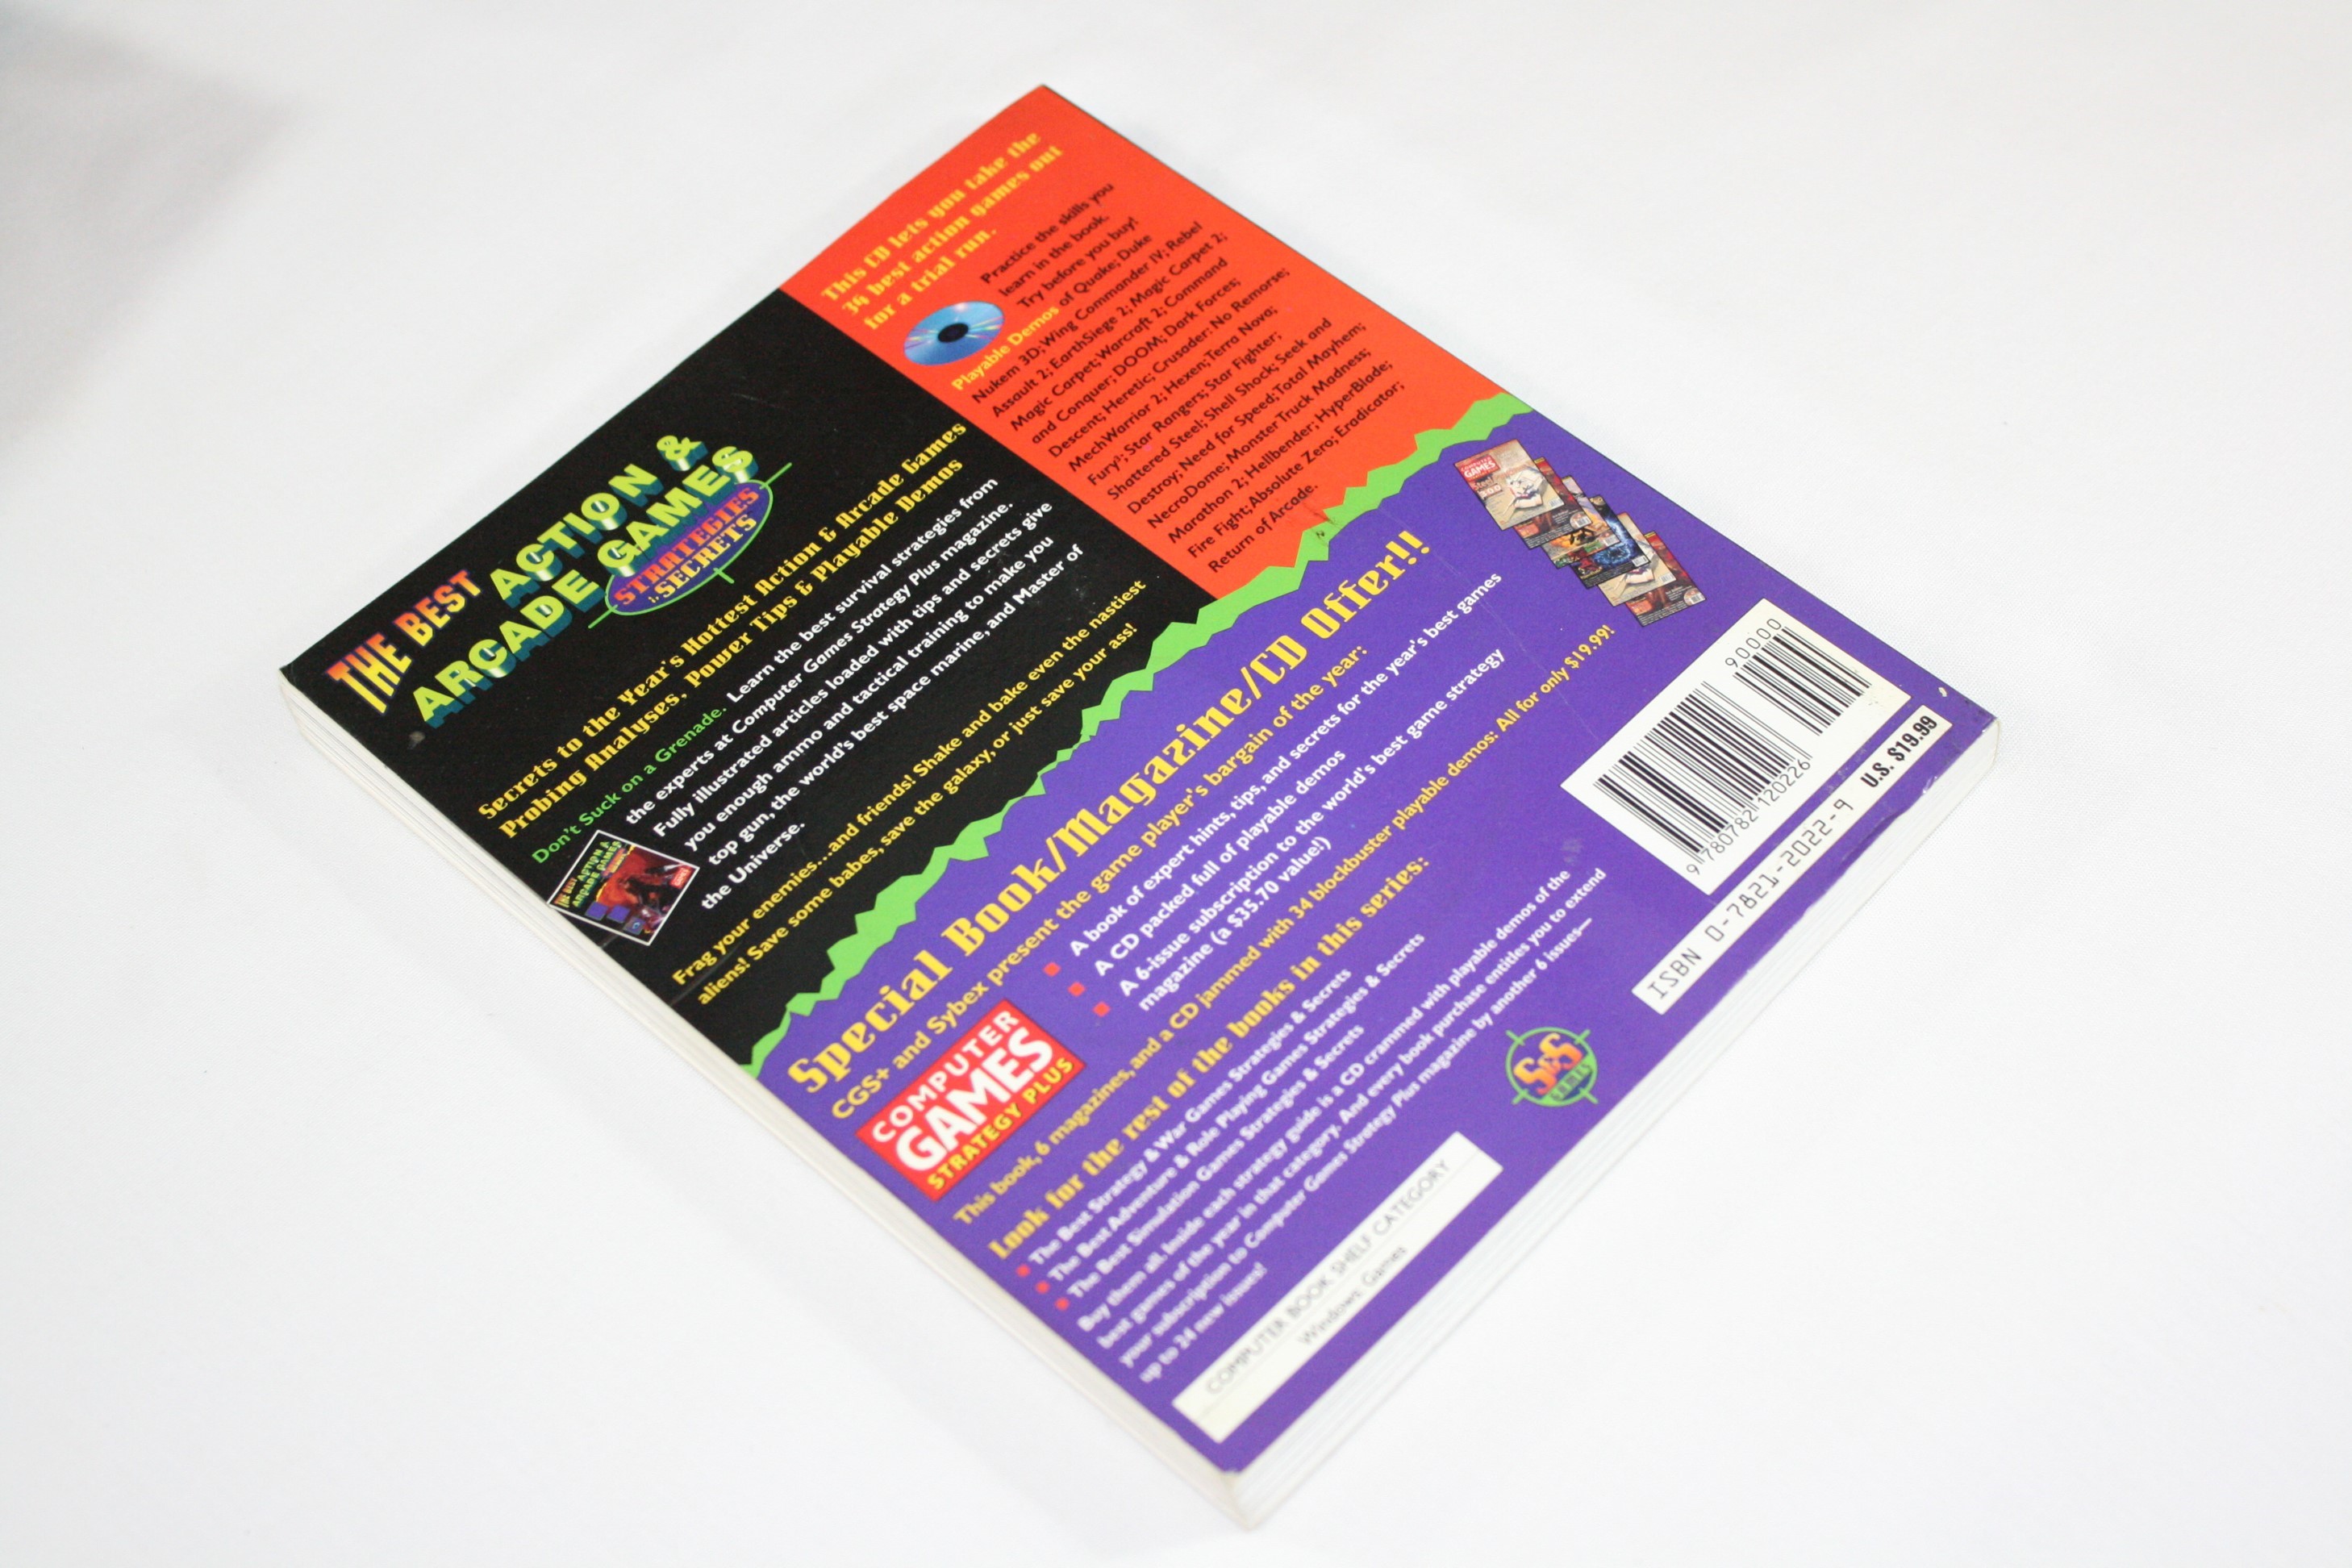 THE BEST
ACTION &
ARCADE GAMES
STRATEGIES
& SECRETS
Secrets to the Year's Hottest Action & Arcade Games
Probing Analyses, Power Tips & Playable Demos
Don't Suck on a Grenade. Learn the best survival strategies from
the experts at Computer Games Strategy Plus magazine.
Fully illustrated articles loaded with tips and secrets give
you enough ammo and tactical training to make you
top gun, the world's best space marine, and Master of
the Universe.
Frag your enemies...and friends! Shake and bake even the nastiest
aliens! Save some babes, save the galaxy, or just save your ass!
This CD lets you take the
34 best action games out
for a trial run.
Practice the skills you
learn in the book.
Try before you buy!
Playable Demos of Quake; Duke
Nukem 3D; Wing Commander IV; Rebel
Assault 2; EarthSiege 2; Magic Carpet 2;
Magic Carpet; Warcraft 2; Command
and Conquer; DOOM; Dark Forces;
Descent; Heretic; Crusader: No Remorse;
MechWarrior 2; Hexen; Terra Nova;
Fury³; Star Rangers; Star Fighter;
Shattered Steel; Shell Shock; Seek and
Destroy; Need for Speed; Total Mayhem;
NecroDome; Monster Truck Madness;
Marathon 2; Hellbender; HyperBlade;
Fire Fight; Absolute Zero; Eradicator;
Return of Arcade.
Special Book/Magazine/CD Offer!!
CGS+ and Sybex present the game player's bargain of the year:
COMPUTER
GAMES
STRATEGY PLUS
A book of expert hints, tips, and secrets for the year's best games
A CD packed full of playable demos
A 6-issue subscription to the world's best game strategy
magazine (a $35.70 value!)
This book, 6 magazines, and a CD jammed with 34 blockbuster playable demos: All for only $19.99!
Look for the rest of the books in this series:
The Best Strategy & War Games Strategies & Secrets
The Best Adventure & Role Playing Games Strategies & Secrets
The Best Simulation Games Strategies & Secrets
Buy them all. Inside each strategy guide is a CD crammed with playable demos of the
best games of the year in that category. And every book purchase entitles you to extend
your subscription to Computer Games Strategy Plus magazine by another 6 issues—
up to 24 new issues!
S&S
COMPUTER BOOK SHELF CATEGORY
Windows: Games
90000
9 780782 120226
ISBN 0-7821-2022-9
U.S. $19.99